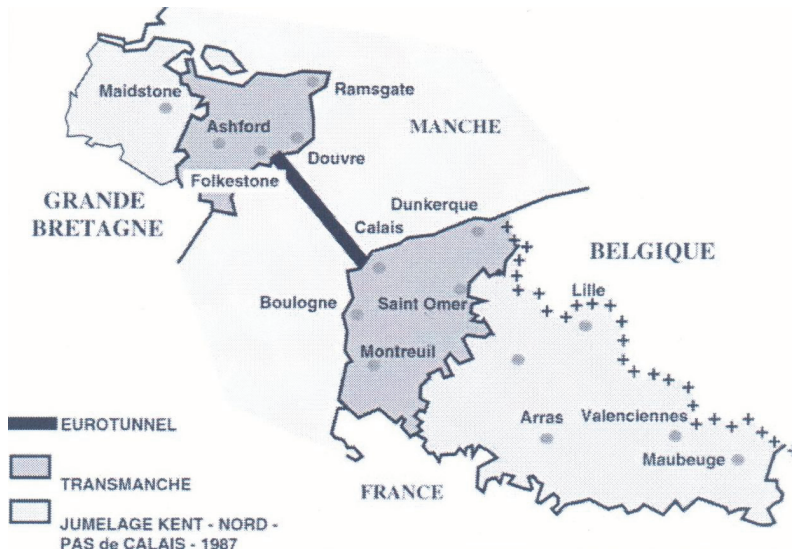 Maidstone
Ramsgate
Ashford
MANCHE
Douvre
Folkestone
GRANDE
BRETAGNE
Dunkerque
Calais
BELGIQUE
Lille
Boulogne
Saint Omer
Montreuil
Arras
Valenciennes
Maubeuge
EUROTUNNEL
TRANSMANCHE
FRANCE
JUMELAGE KENT - NORD -
PAS de CALAIS - 1987